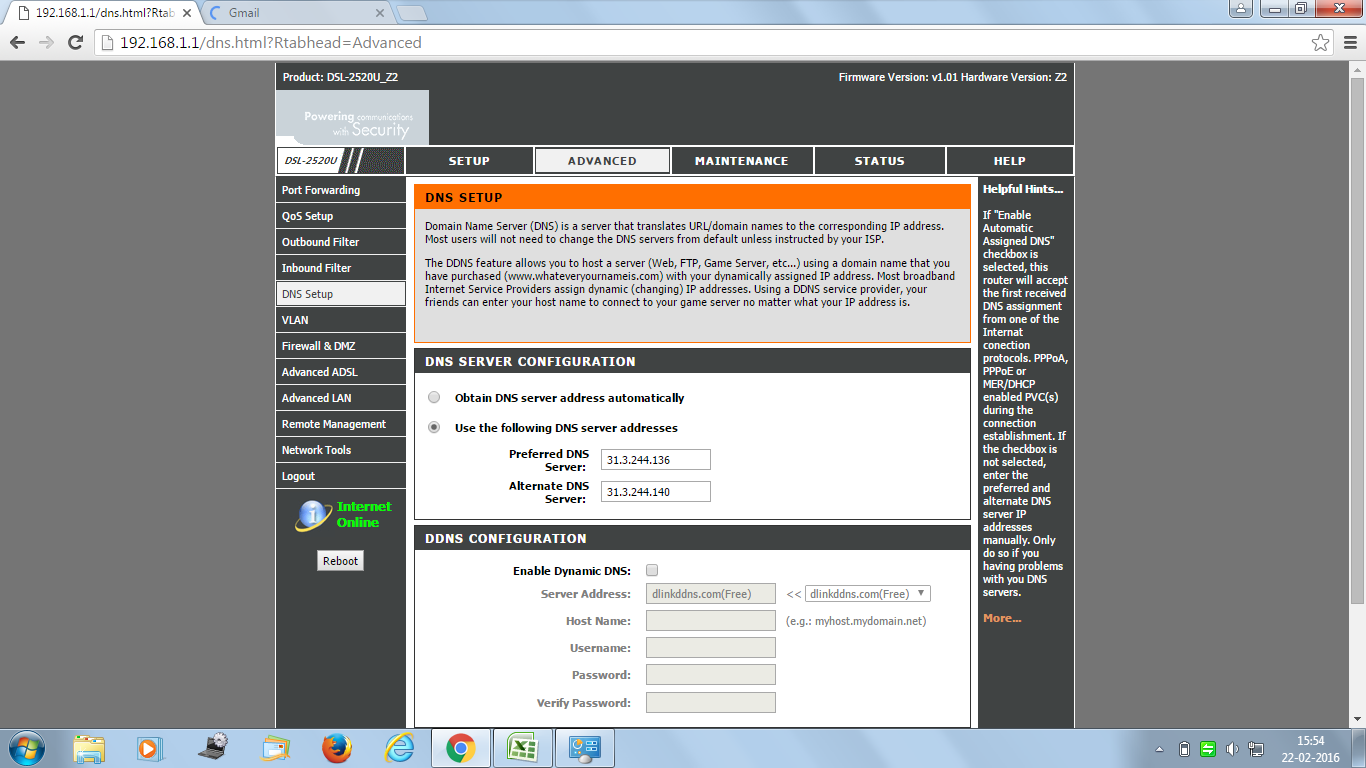 192.168.1.1/dns.html?Rtab
Gmail
192.168.1.1/dns.html?Rtabhead=Advanced
Product: DSL-2520U_Z2
Firmware Version: v1.01 Hardware Version: Z2
Powering communications
with Security
DSL-2520U
SETUP
ADVANCED
MAINTENANCE
STATUS
HELP
Port Forwarding
QoS Setup
Outbound Filter
Inbound Filter
DNS Setup
VLAN
Firewall & DMZ
Advanced ADSL
Advanced LAN
Remote Management
Network Tools
Logout
Internet
Online
Reboot
DNS SETUP
Domain Name Server (DNS) is a server that translates URL/domain names to the corresponding IP address.
Most users will not need to change the DNS servers from default unless instructed by your ISP.
The DDNS feature allows you to host a server (Web, FTP, Game Server, etc...) using a domain name that you
have purchased (www.whateveryournameis.com) with your dynamically assigned IP address. Most broadband
Internet Service Providers assign dynamic (changing) IP addresses. Using a DDNS service provider, your
friends can enter your host name to connect to your game server no matter what your IP address is.
DNS SERVER CONFIGURATION
Obtain DNS server address automatically
Use the following DNS server addresses
Preferred DNS
Server:
31.3.244.136
Alternate DNS
Server:
31.3.244.140
DDNS CONFIGURATION
Enable Dynamic DNS:
Server Address:
dlinkddns.com(Free)
<< dlinkddns.com(Free)
Host Name:
(e.g.: myhost.mydomain.net)
Username:
Password:
Verify Password:
Helpful Hints...
If "Enable
Automatic
Assigned DNS"
checkbox is
selected, this
router will accept
the first received
DNS assignment
from one of the
Internat
conection
protocols. PPPoA,
PPPoE or
MER/DHCP
enabled PVC(s)
during the
connection
establishment. If
the checkbox is
not selected,
enter the
preferred and
alternate DNS
server IP
addresses
manually. Only
do so if you
having problems
with you DNS
servers.
More...
15:54
22-02-2016